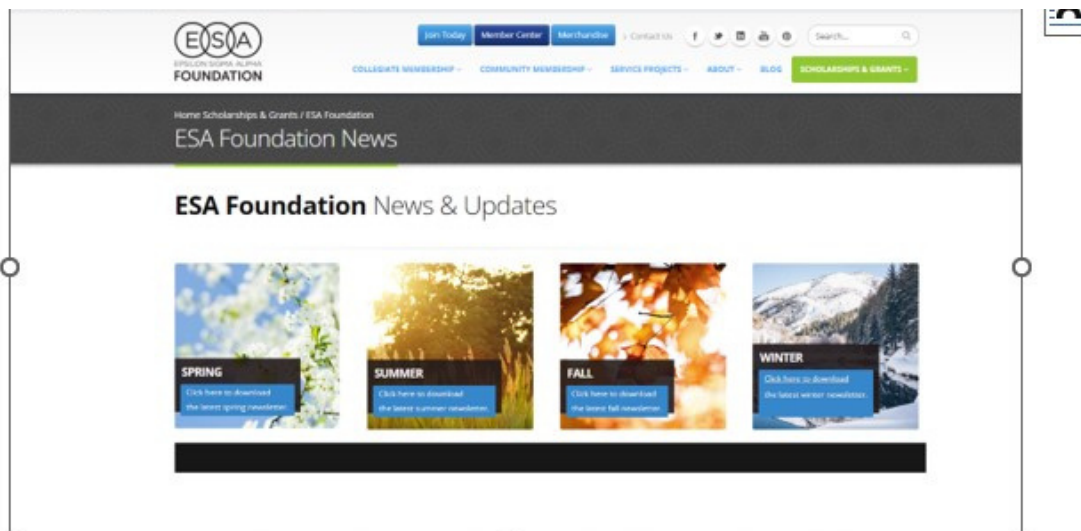 ESA
EPSILON SIGMA ALPHA
FOUNDATION
Join Today Member Center Merchandise > Contact Us Search...
COLLEGIATE MEMBERSHIP COMMUNITY MEMBERSHIP SERVICE PROJECTS ABOUT BLOG SCHOLARSHIPS & GRANTS
Home Scholarships & Grants / ESA Foundation
ESA Foundation News
ESA Foundation News & Updates
SPRING
Click here to download
the latest spring newsletter.
SUMMER
Click here to download
the latest summer newsletter.
FALL
Click here to download
the latest fall newsletter.
WINTER
Click here to download
the latest winter newsletter.